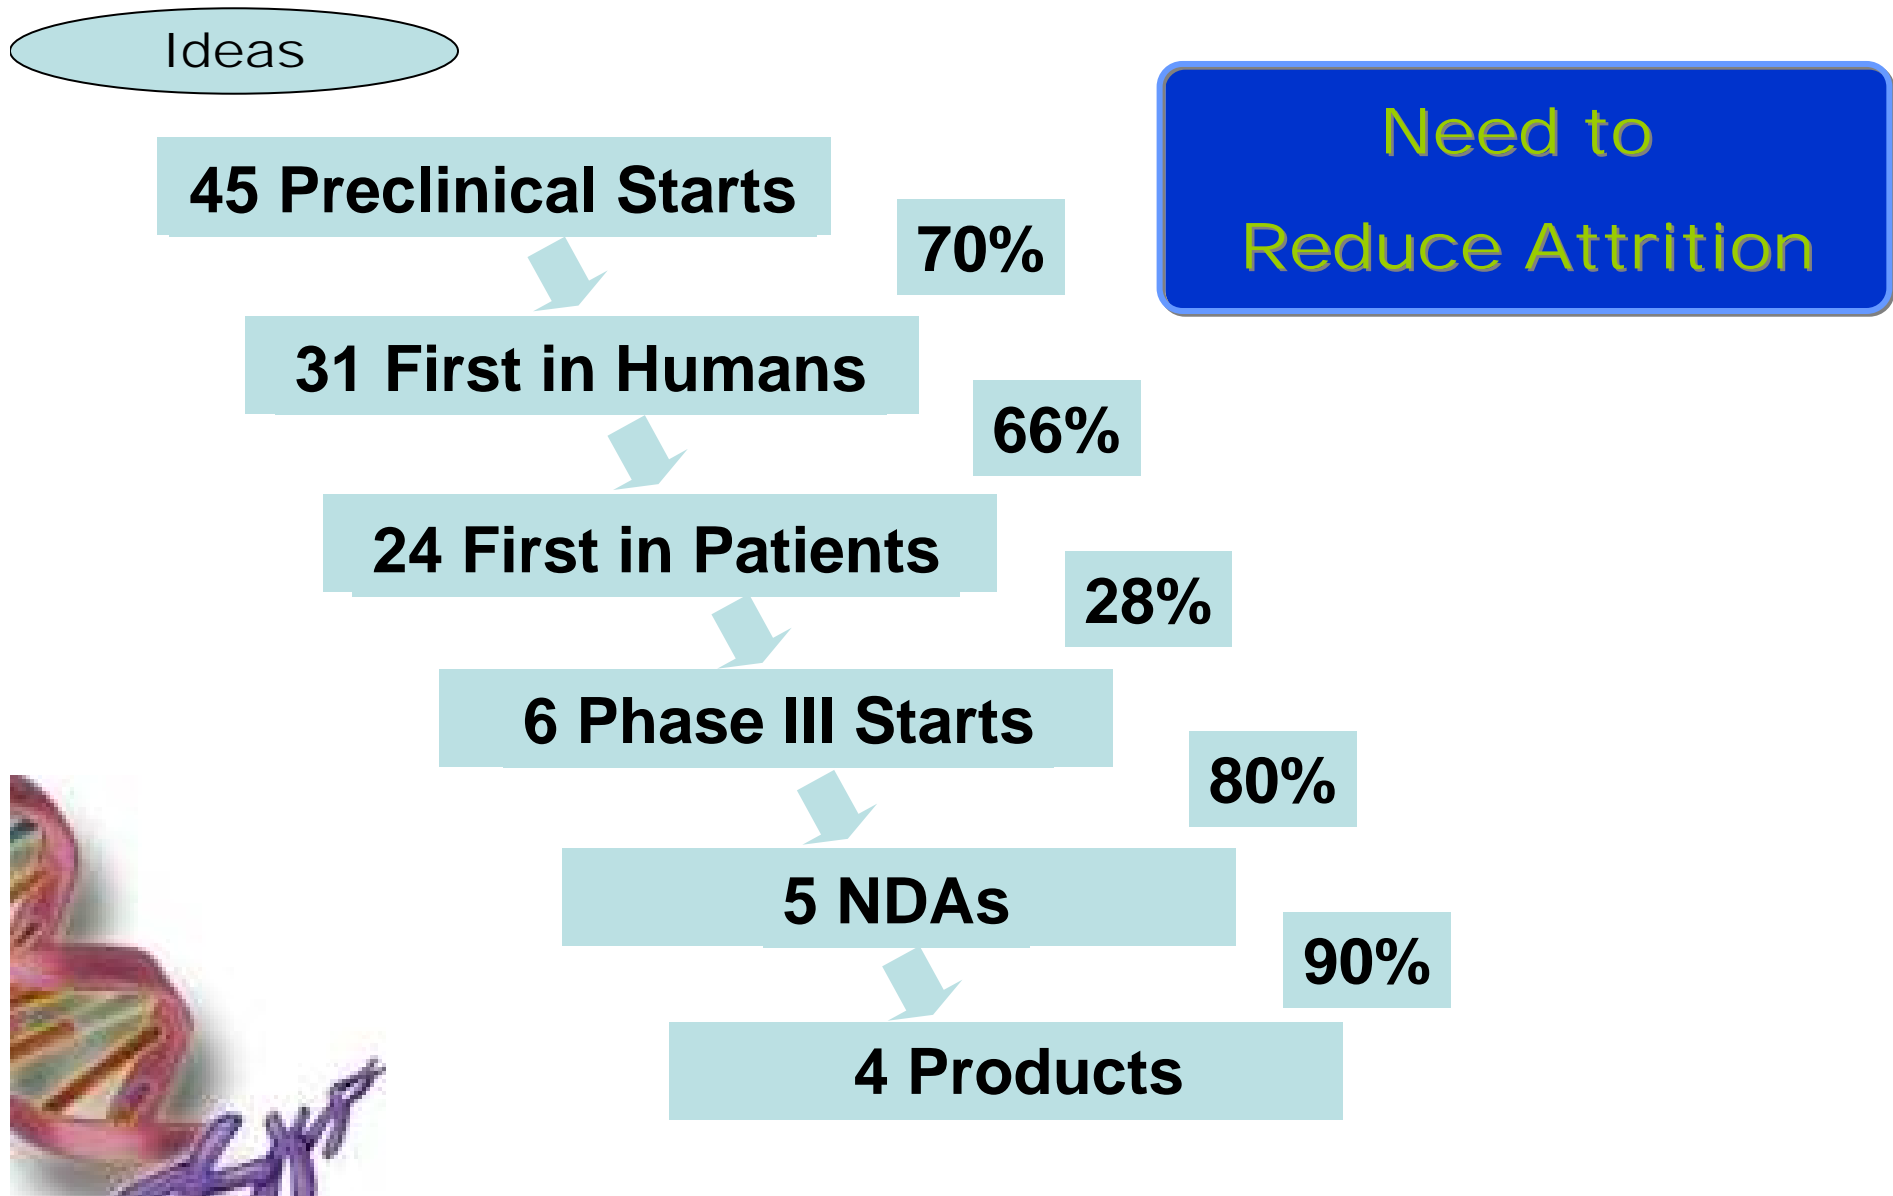 Ideas
Need to
Reduce Attrition
45 Preclinical Starts
70%
31 First in Humans
66%
24 First in Patients
28%
6 Phase III Starts
80%
5 NDAs
90%
4 Products